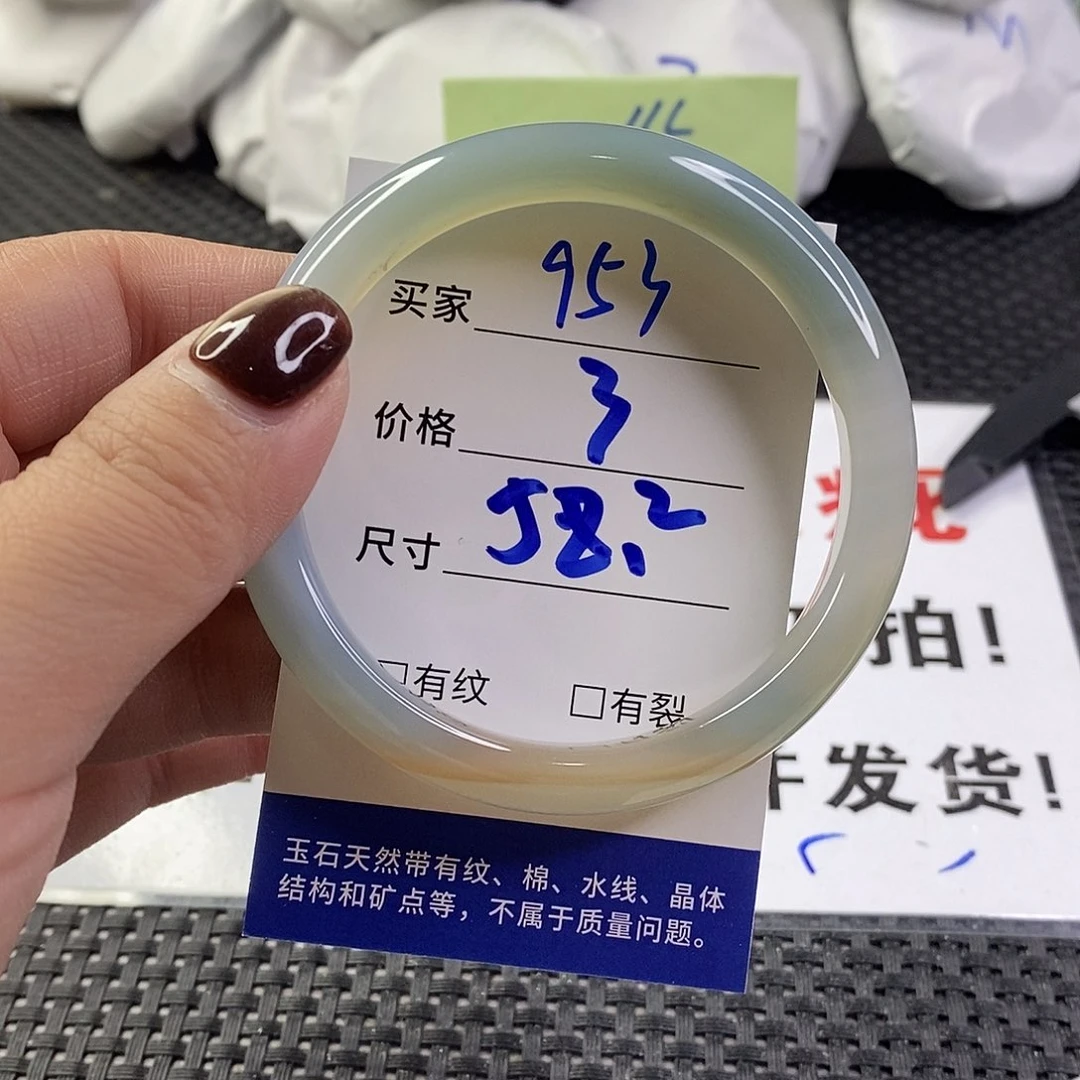 买家 953
价格 3
尺寸 58.2
□有纹 □有裂
玉石天然带有纹、棉、水线、晶体
结构和矿点等，不属于质量问题。
拍!
发货!